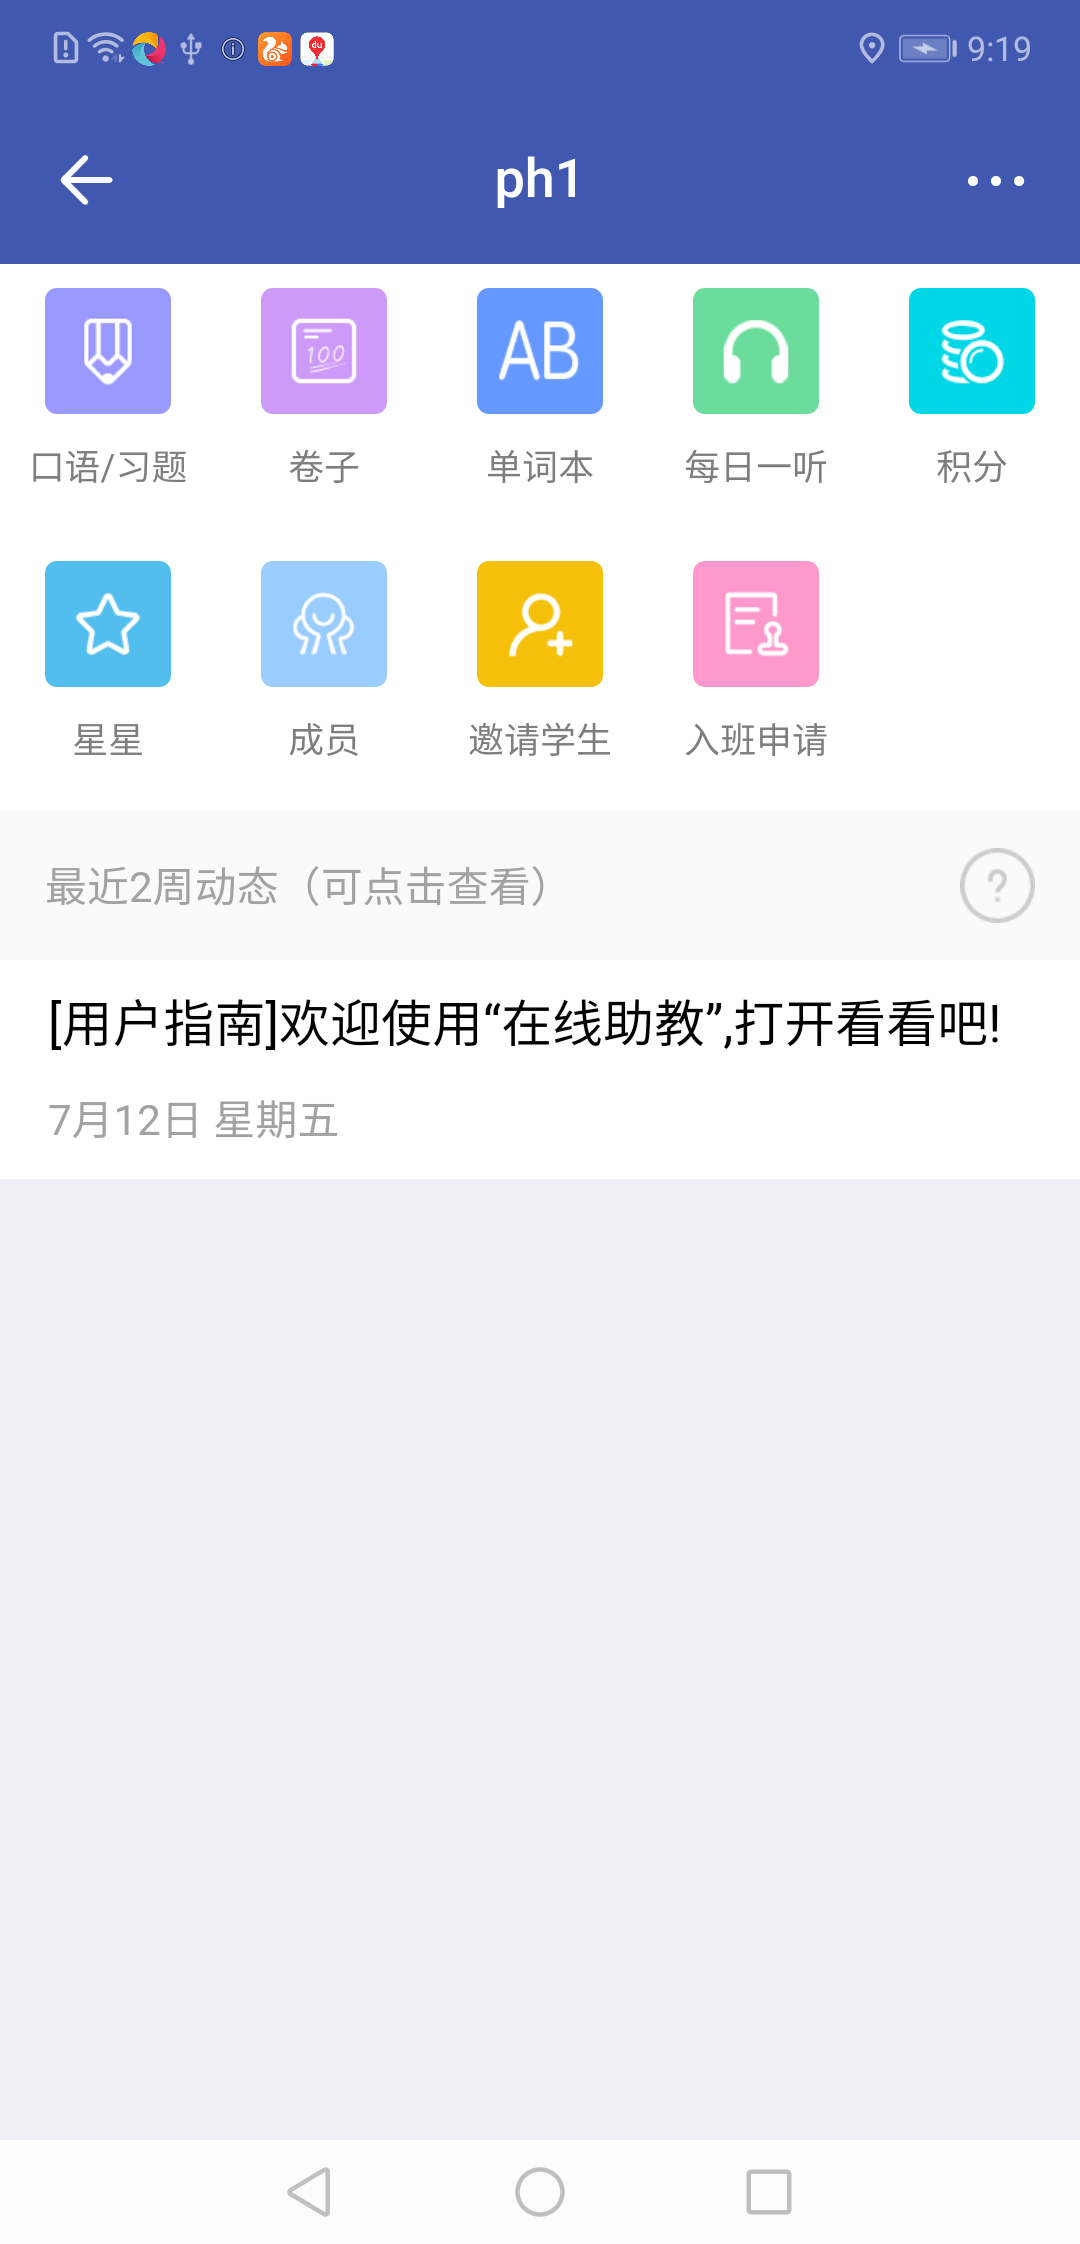 9:19
ph1
100
AB
口语/习题
卷子
单词本
每日一听
积分
星星
成员
邀请学生
入班申请
最近2周动态（可点击查看）
?
[用户指南]欢迎使用“在线助教”,打开看看吧!
7月12日 星期五